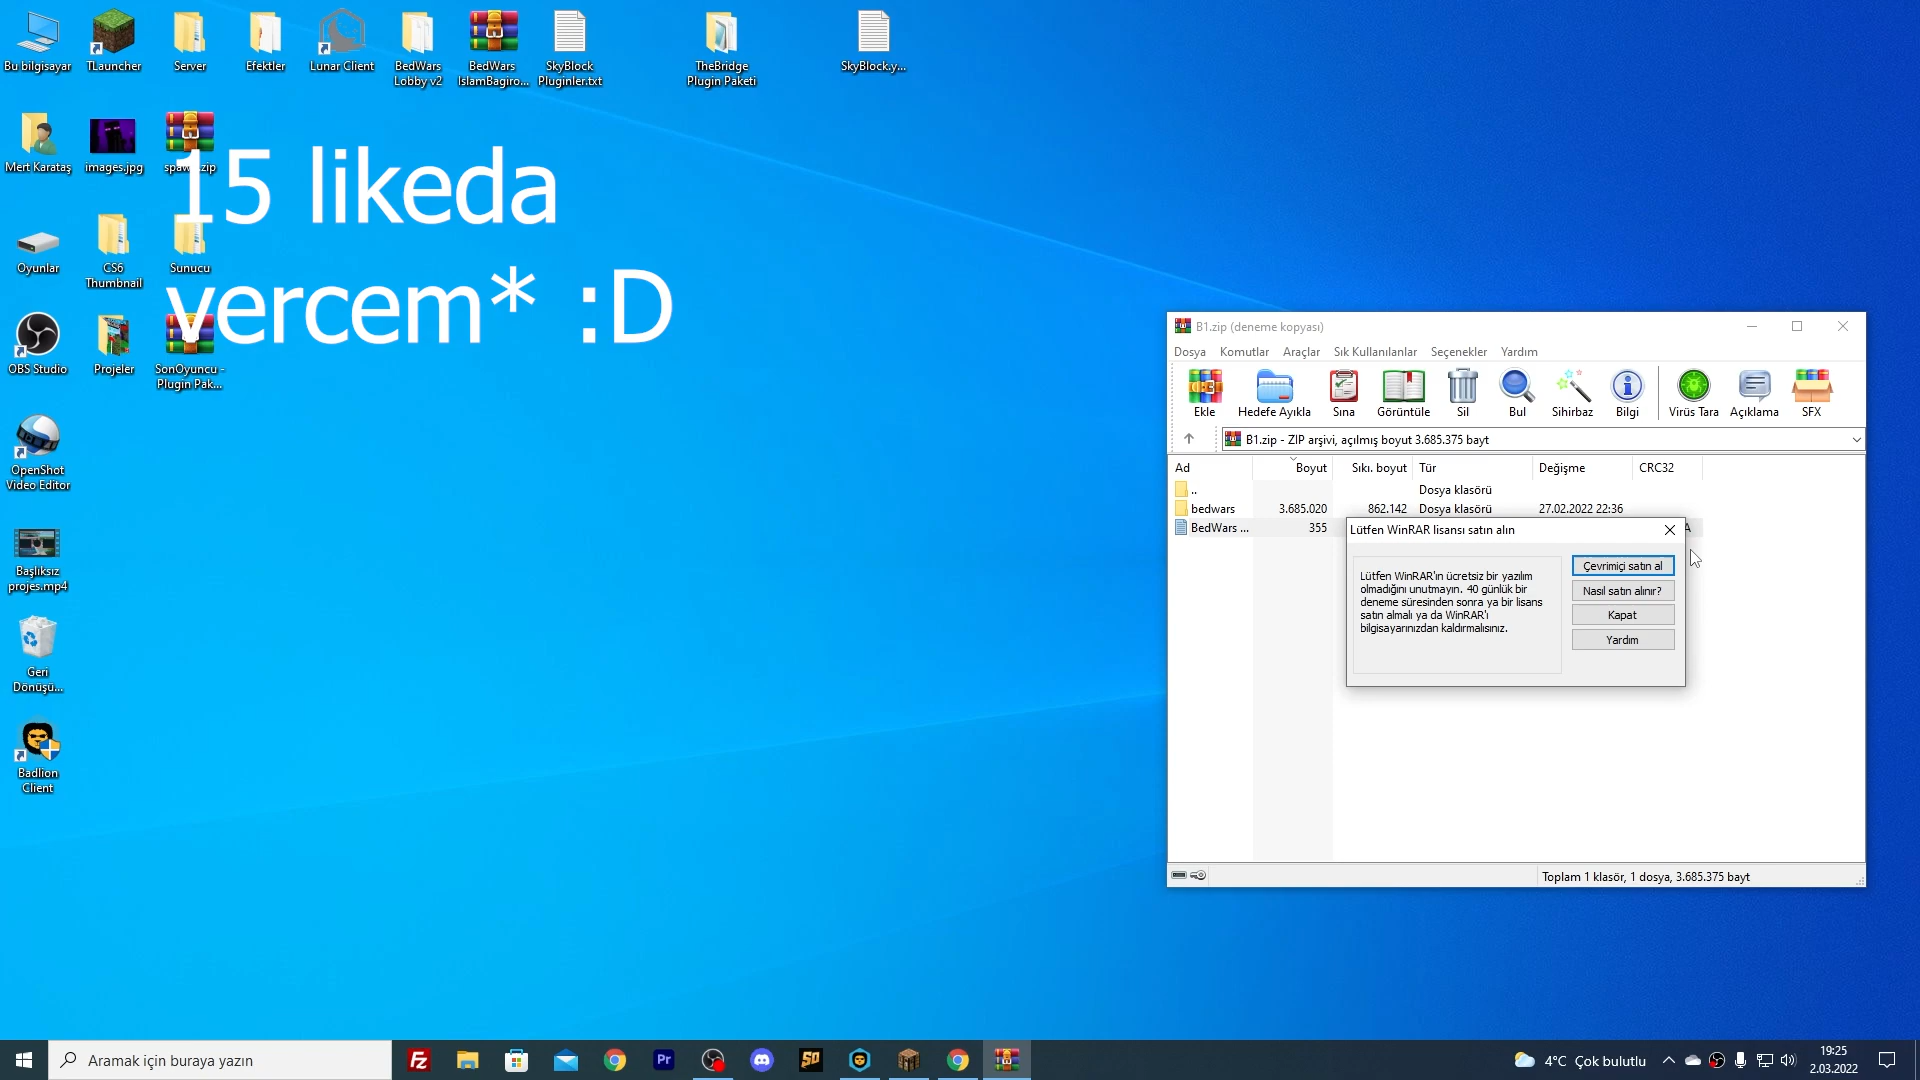 Bu bilgisayar
TLauncher
Server
Efektler
Lunar Client
BedWars
Lobby v2
BedWars
IslamBagiro...
SkyBlock
Pluginler.txt
TheBridge
Plugin Paketi
SkyBlock.y...
Mert Karataş
images.jpg
15 likeda
vercem* :D
Oyunlar
CS6
Thumbnail
Sunucu
OBS Studio
Projeler
SonOyuncu -
Plugin Pak...
OpenShot
Video Editor
Başlıksız
projes.mp4
Geri
Dönüşü...
Badlion
Client
B1.zip (deneme kopyası)
Dosya Komutlar Araçlar Sık Kullanılanlar Seçenekler Yardım
Ekle Hedefe Ayıkla Sına Görüntüle Sil Bul Sihirbaz Bilgi Virüs Tara Açıklama SFX
B1.zip - ZIP arşivi, açılmış boyut 3.685.375 bayt
Ad Boyut Sıkı. boyut Tür Değişme CRC32
.. Dosya klasörü
bedwars 3.685.020 862.142 Dosya klasörü 27.02.2022 22:36
BedWars ... 355
Lütfen WinRAR lisansı satın alın
Lütfen WinRAR'ın ücretsiz bir yazılım
olmadığını unutmayın. 40 günlük bir
deneme süresinden sonra ya bir lisans
satın almalı ya da WinRAR'ı
bilgisayarınızdan kaldırmalısınız.
Çevrimiçi satın al
Nasıl satın alınır?
Kapat
Yardım
Toplam 1 klasör, 1 dosya, 3.685.375 bayt
Aramak için buraya yazın
4°C Çok bulutlu
19:25
2.03.2022